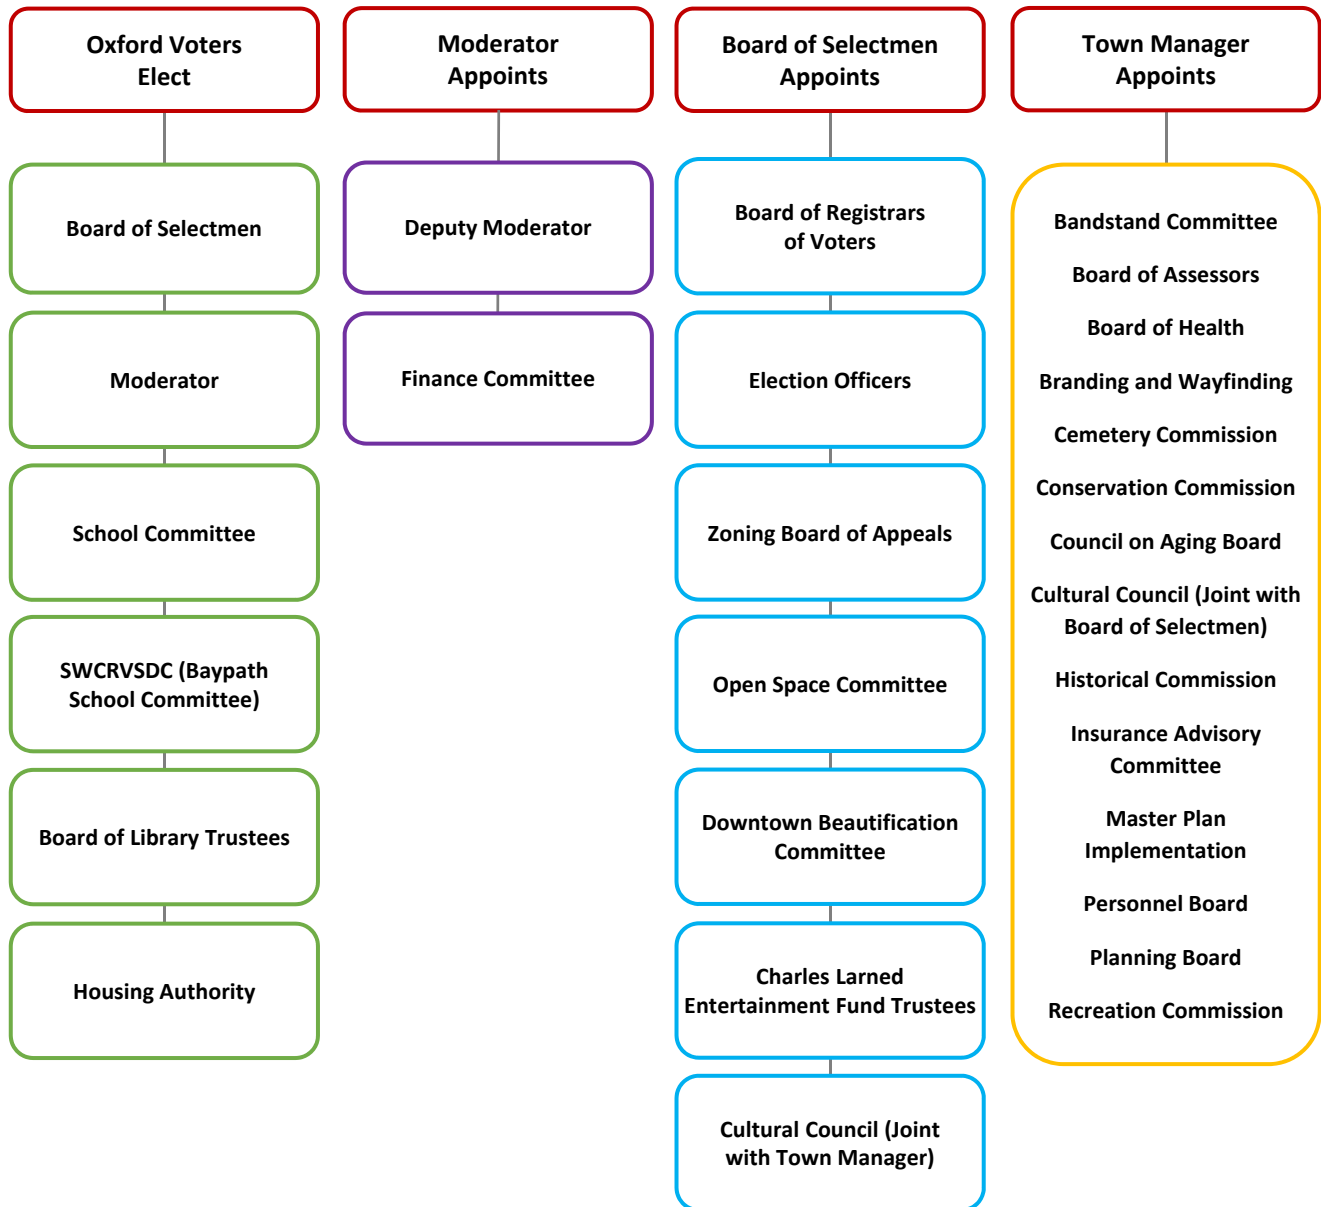 Oxford Voters
Elect
Board of Selectmen
Moderator
School Committee
SWCRVSDC (Baypath
School Committee)
Board of Library Trustees
Housing Authority
Moderator
Appoints
Deputy Moderator
Finance Committee
Board of Selectmen
Appoints
Board of Registrars
of Voters
Election Officers
Zoning Board of Appeals
Open Space Committee
Downtown Beautification
Committee
Charles Larned
Entertainment Fund Trustees
Cultural Council (Joint
with Town Manager)
Town Manager
Appoints
Bandstand Committee
Board of Assessors
Board of Health
Branding and Wayfinding
Cemetery Commission
Conservation Commission
Council on Aging Board
Cultural Council (Joint with
Board of Selectmen)
Historical Commission
Insurance Advisory
Committee
Master Plan
Implementation
Personnel Board
Planning Board
Recreation Commission